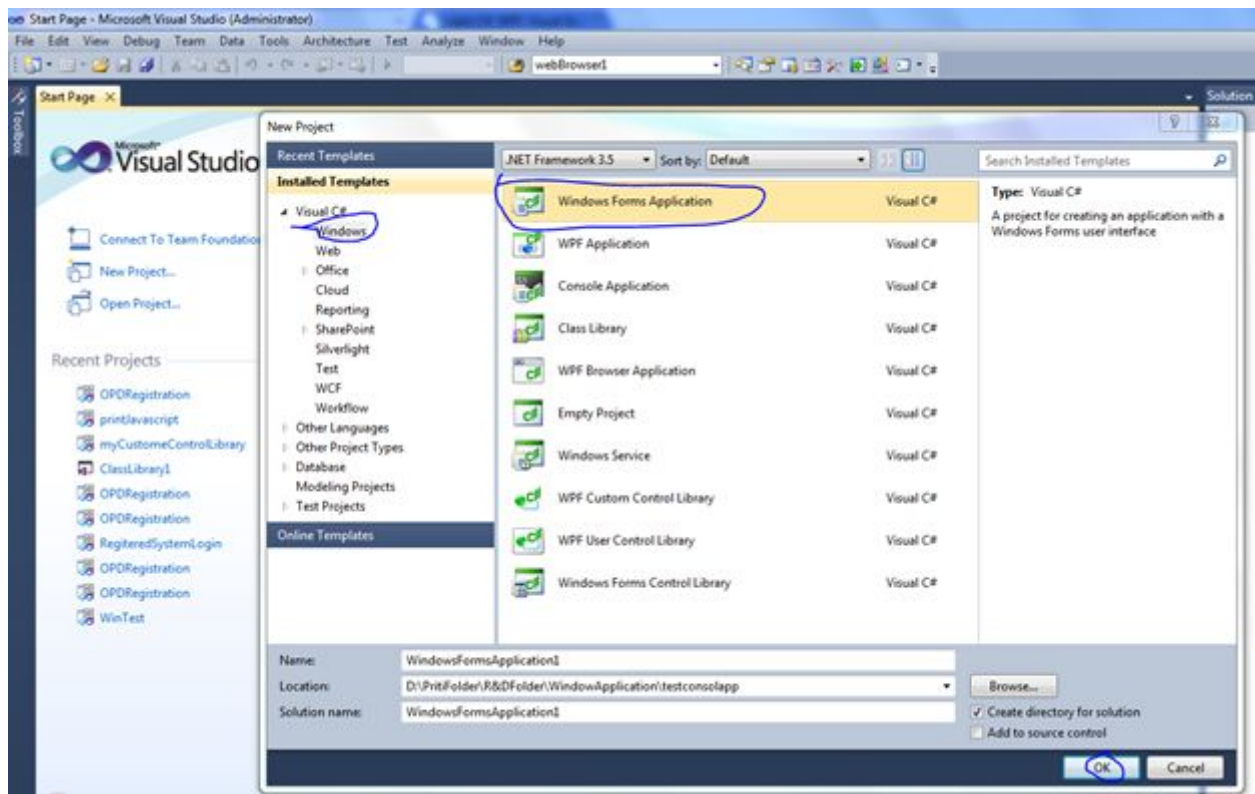 Start Page - Microsoft Visual Studio (Administrator)
File Edit View Debug Team Data Tools Architecture Test Analyze Window Help
webBrowser1
Toolbox
Start Page
Solution
Microsoft
Visual Studio
Connect To Team Foundatio
New Project...
Open Project...
Recent Projects
OPDRegistration
printJavascript
myCustomeControlLibrary
ClassLibrary1
OPDRegistration
OPDRegistration
RegiteredSystemLogin
OPDRegistration
OPDRegistration
WinTest
New Project
Recent Templates
Installed Templates
Visual C#
Windows
Web
Office
Cloud
Reporting
SharePoint
Silverlight
Test
WCF
Workflow
Other Languages
Other Project Types
Database
Modeling Projects
Test Projects
Online Templates
.NET Framework 3.5 Sort by: Default
Windows Forms Application Visual C#
WPF Application Visual C#
Console Application Visual C#
Class Library Visual C#
WPF Browser Application Visual C#
Empty Project Visual C#
Windows Service Visual C#
WPF Custom Control Library Visual C#
WPF User Control Library Visual C#
Windows Forms Control Library Visual C#
Search Installed Templates
Type: Visual C#
A project for creating an application with a
Windows Forms user interface
Name: WindowsFormsApplication1
Location: D:\PritiFolder\R&DFolder\WindowApplication\testconsolapp
Browse...
Solution name: WindowsFormsApplication1
Create directory for solution
Add to source control
OK Cancel